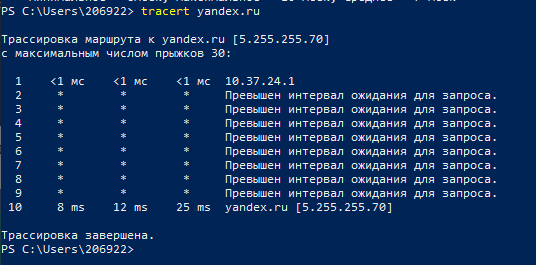 PS C:\Users\206922> tracert yandex.ru
Трассировка маршрута к yandex.ru [5.255.255.70]
с максимальным числом прыжков 30:
1 <1 мс <1 мс <1 мс 10.37.24.1
2 * * * Превышен интервал ожидания для запроса.
3 * * * Превышен интервал ожидания для запроса.
4 * * * Превышен интервал ожидания для запроса.
5 * * * Превышен интервал ожидания для запроса.
6 * * * Превышен интервал ожидания для запроса.
7 * * * Превышен интервал ожидания для запроса.
8 * * * Превышен интервал ожидания для запроса.
9 * * * Превышен интервал ожидания для запроса.
10 8 ms 12 ms 25 ms yandex.ru [5.255.255.70]
Трассировка завершена.
PS C:\Users\206922>